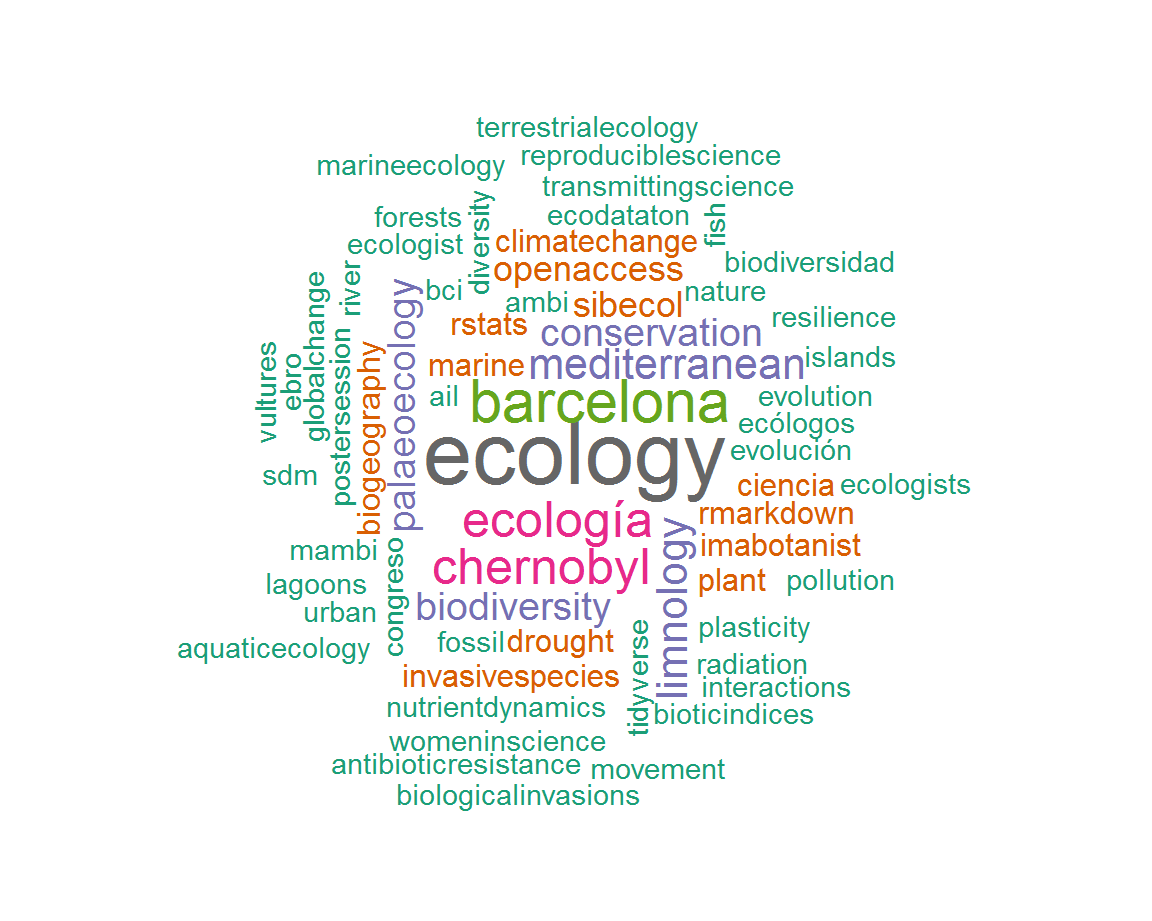 terrestrialecology
reproduciblescience
marineecology
transmittingscience
diversity
forests
ecodataton
fish
ecologist
climatechange
biodiversidad
openaccess
river
globalchange
palaeoecology
bci
ambi
sibecol
nature
rstats
conservation
resilience
vultures
ebro
postersession
biogeography
marine
mediterranean
islands
ail
barcelona
evolution
ecólogos
ecology
evolución
sdm
ciencia
ecologists
ecología
rmarkdown
limnology
imabotanist
mambi
congreso
chernobyl
plant
pollution
lagoons
urban
biodiversity
aquaticecology
fossil
drought
tidyverse
plasticity
radiation
invasivespecies
interactions
nutrientdynamics
bioticindices
womeninscience
antibioticresistance
movement
biologicalinvasions